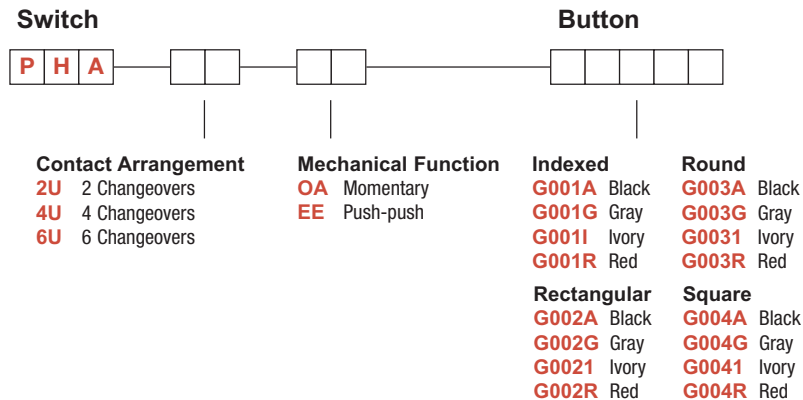 Switch
Button
P H A
Contact Arrangement
2U 2 Changeovers
4U 4 Changeovers
6U 6 Changeovers
Mechanical Function
OA Momentary
EE Push-push
Indexed
G001A Black
G001G Gray
G001I Ivory
G001R Red
Round
G003A Black
G003G Gray
G0031 Ivory
G003R Red
Rectangular
G002A Black
G002G Gray
G0021 Ivory
G002R Red
Square
G004A Black
G004G Gray
G0041 Ivory
G004R Red